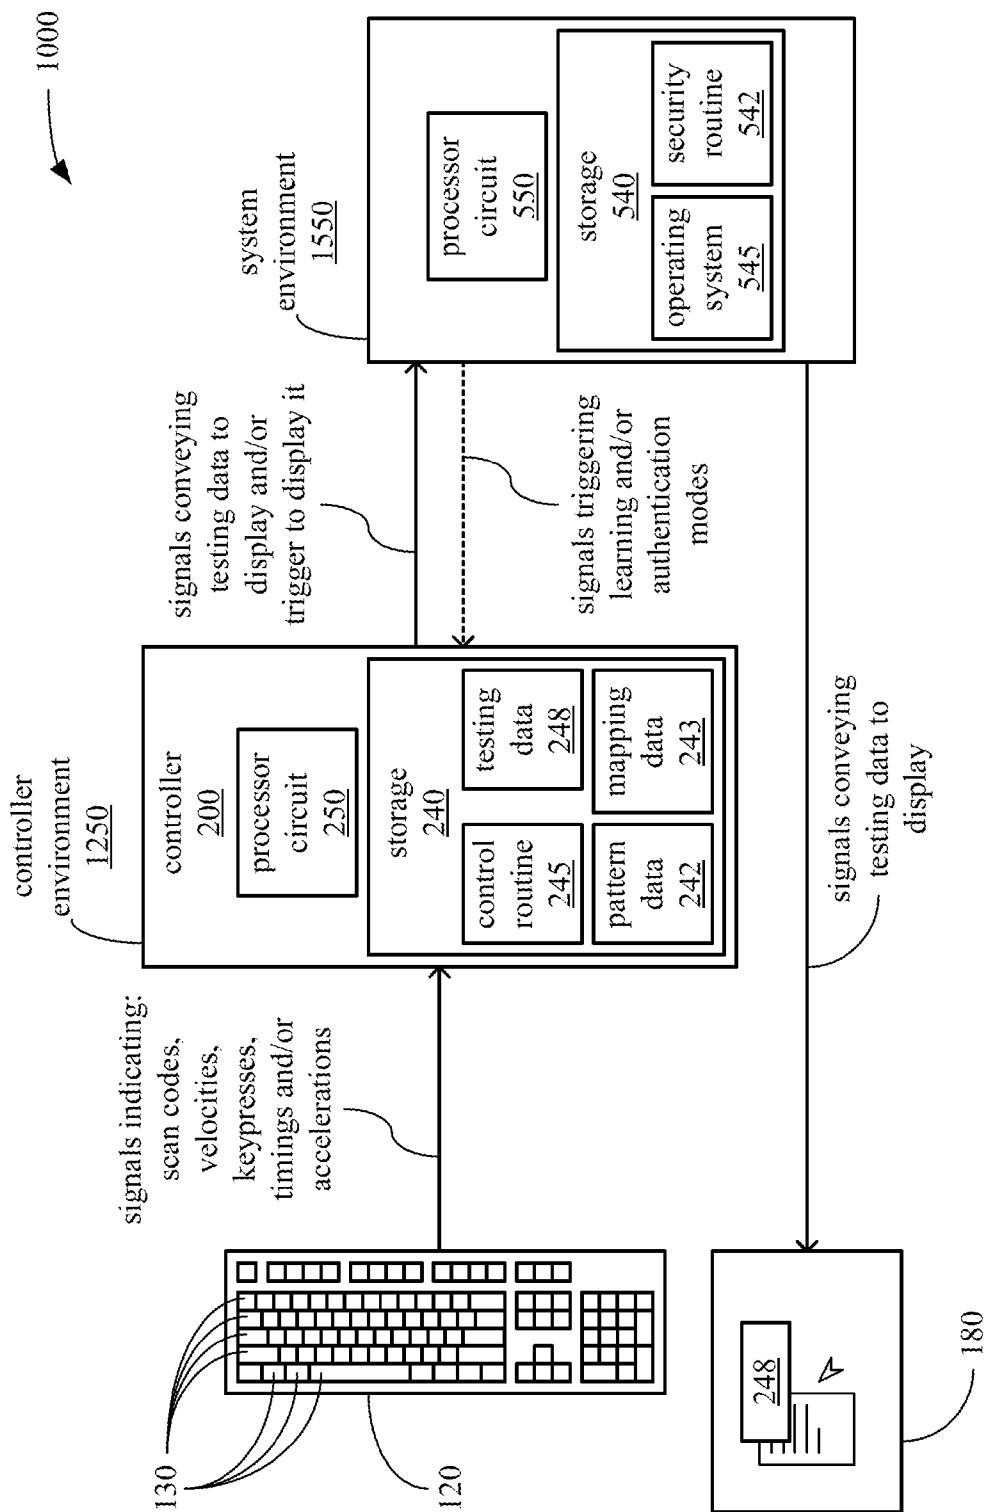 1000
controller
environment
1250
controller
200
processor
circuit
250
storage
240
control
routine
245
testing
data
248
pattern
data
242
mapping
data
243
system
environment
1550
processor
circuit
550
storage
540
operating
system
545
security
routine
542
signals indicating:
scan codes,
velocities,
keypresses,
timings and/or
accelerations
signals conveying
testing data to
display and/or
trigger to display it
signals triggering
learning and/or
authentication
modes
signals conveying
testing data to
display
130
120
248
180